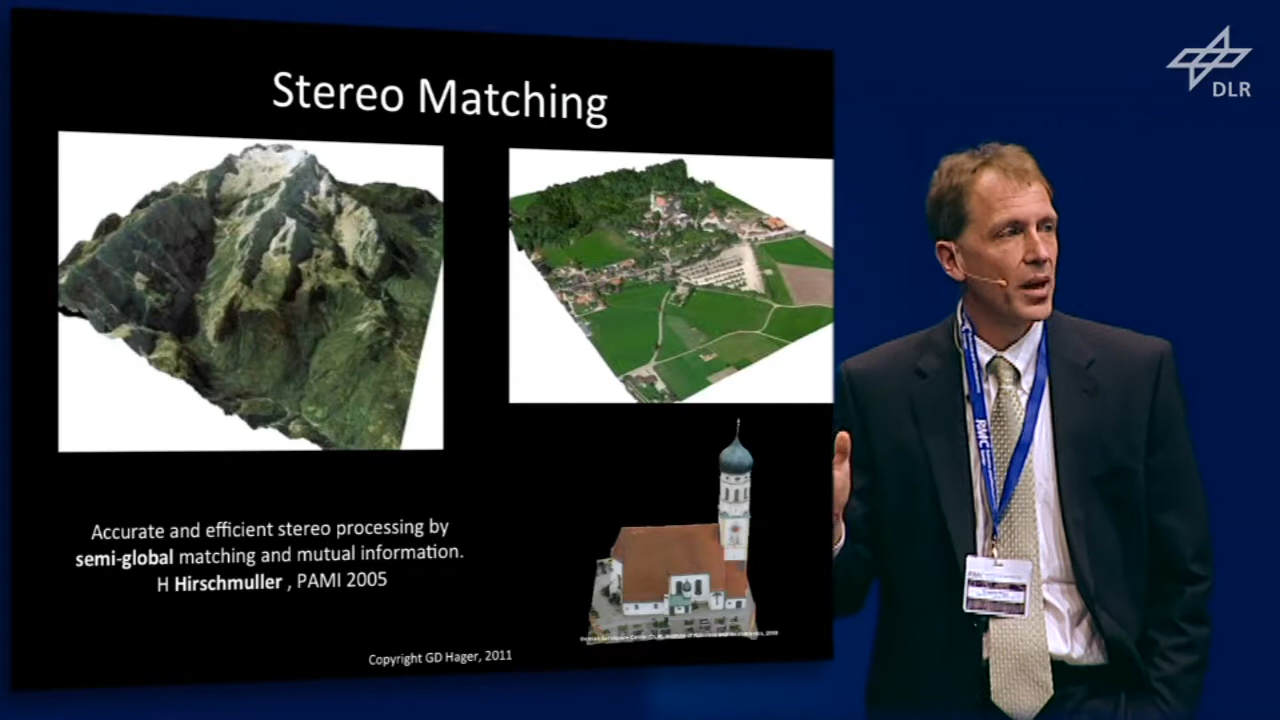 Stereo Matching
Accurate and efficient stereo processing by
semi-global matching and mutual information.
H Hirschmuller , PAMI 2005
Copyright GD Hager, 2011
DLR
RMC